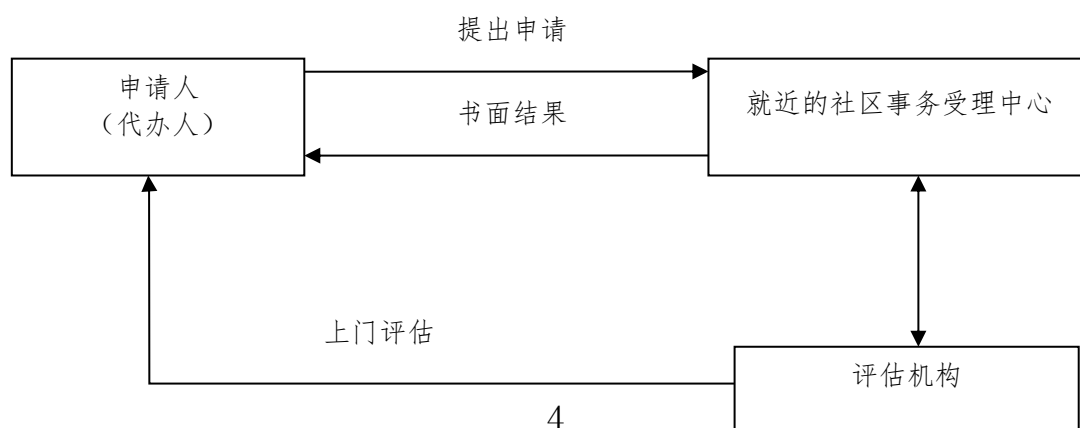 提出申请
申请人
（代办人）
书面结果
就近的社区事务受理中心
上门评估
评估机构
4